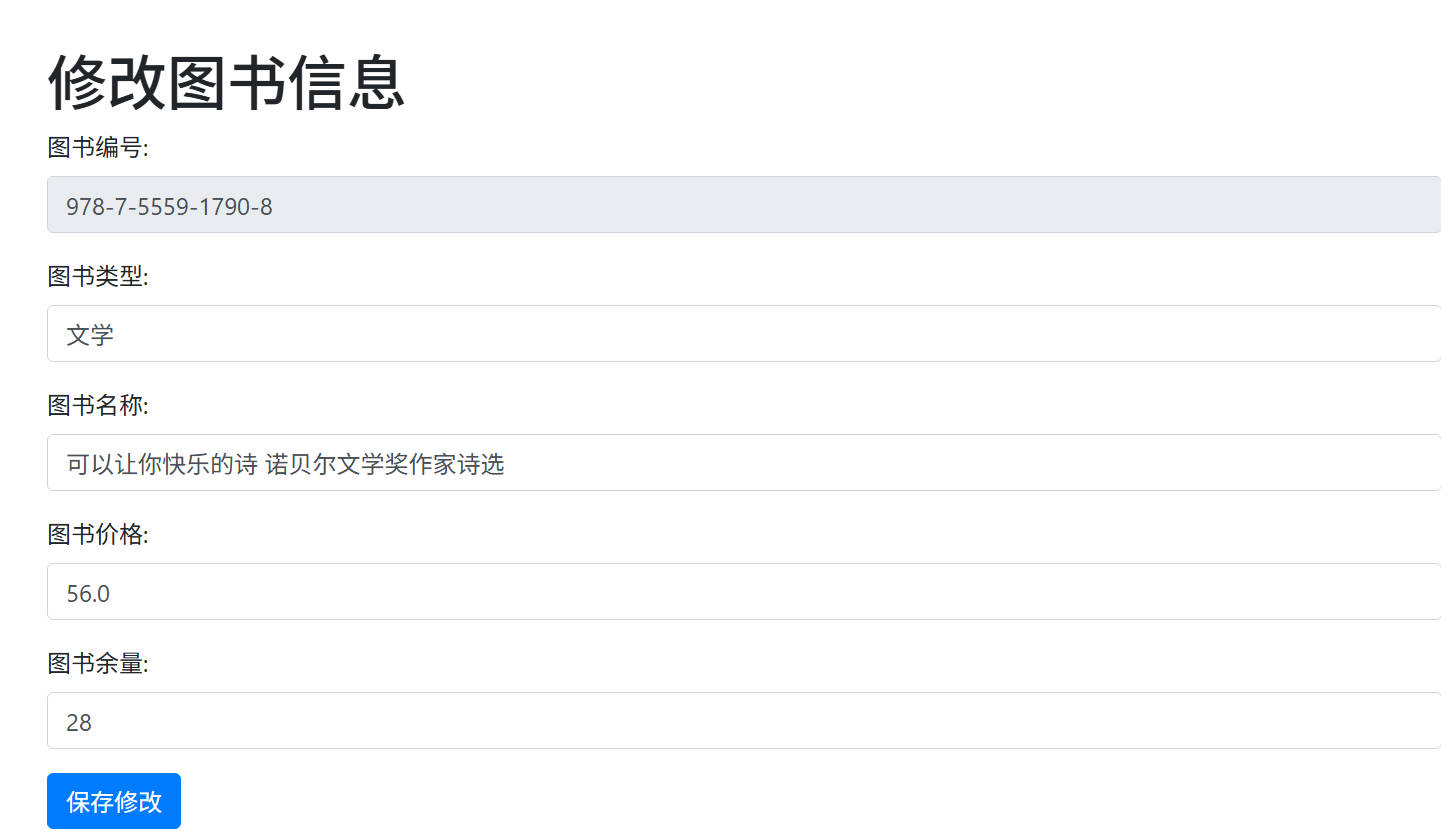 修改图书信息
图书编号:
978-7-5559-1790-8
图书类型:
文学
图书名称:
可以让你快乐的诗 诺贝尔文学奖作家诗选
图书价格:
56.0
图书余量:
28
保存修改